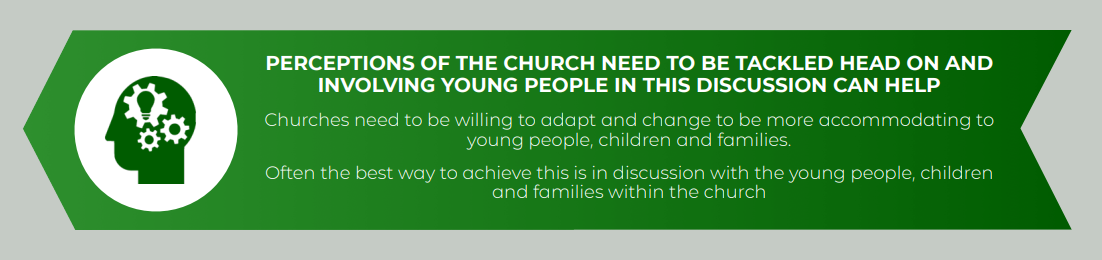 PERCEPTIONS OF THE CHURCH NEED TO BE TACKLED HEAD ON AND
INVOLVING YOUNG PEOPLE IN THIS DISCUSSION CAN HELP
Churches need to be willing to adapt and change to be more accommodating to
young people, children and families.
Often the best way to achieve this is in discussion with the young people, children
and families within the church